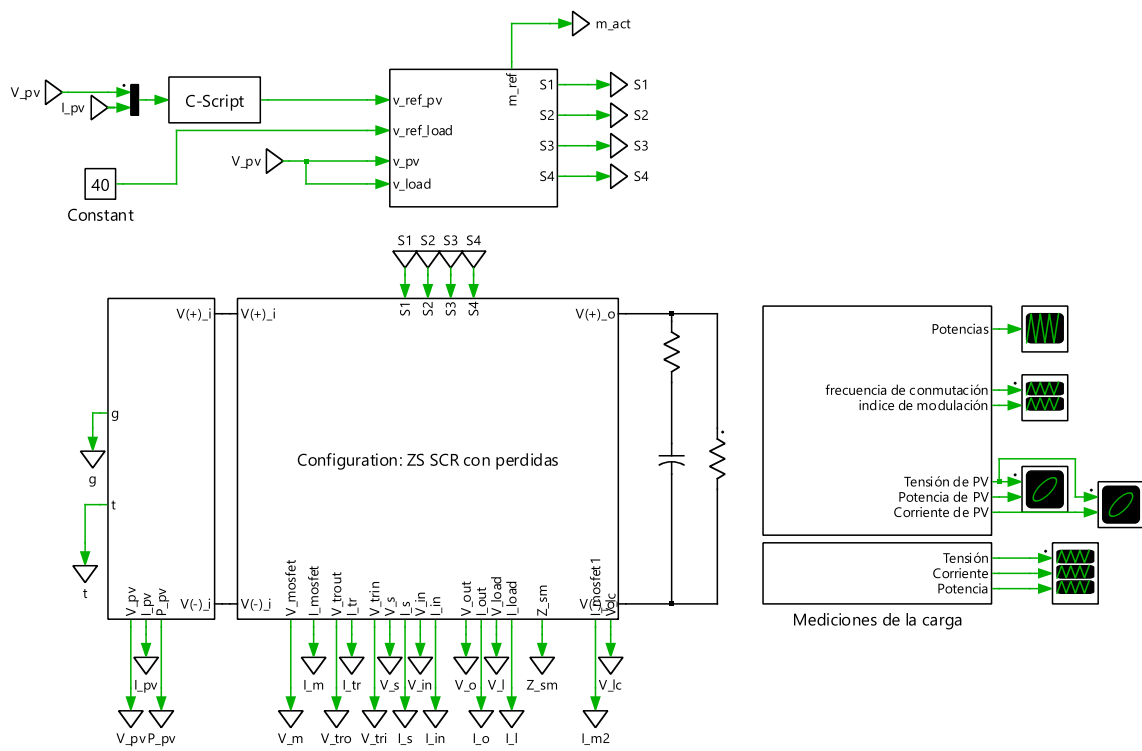 m_act
V_pv
I_pv
C-Script
m_ref
v_ref_pv
v_ref_load
v_pv
v_load
S1
S2
S3
S4
S1
S2
S3
S4
V_pv
40
Constant
S1 S2 S3 S4
S1 S2 S3 S4
V(+)_i
V(+)_i
V(+)_o
g
g
t
t
Configuration: ZS SCR con perdidas
V(-)_i
V(-)_i
V_pv
I_pv
P_pv
V_mosfet
I_mosfet
V_trout
I_tr
V_trin
V_s
I_s
V_in
I_in
V_out
I_out
V_load
I_load
Z_sm
I_mosfet1
I_pv
I_m
I_tr
V_s
V_in
V_o
V_l
Z_sm
V_lc
V_pv
P_pv
V_m
V_tro
V_tri
I_s
I_in
I_o
I_l
I_m2
Potencias
frecuencia de conmutación
indice de modulación
Tensión de PV
Potencia de PV
Corriente de PV
Tensión
Corriente
Potencia
Mediciones de la carga